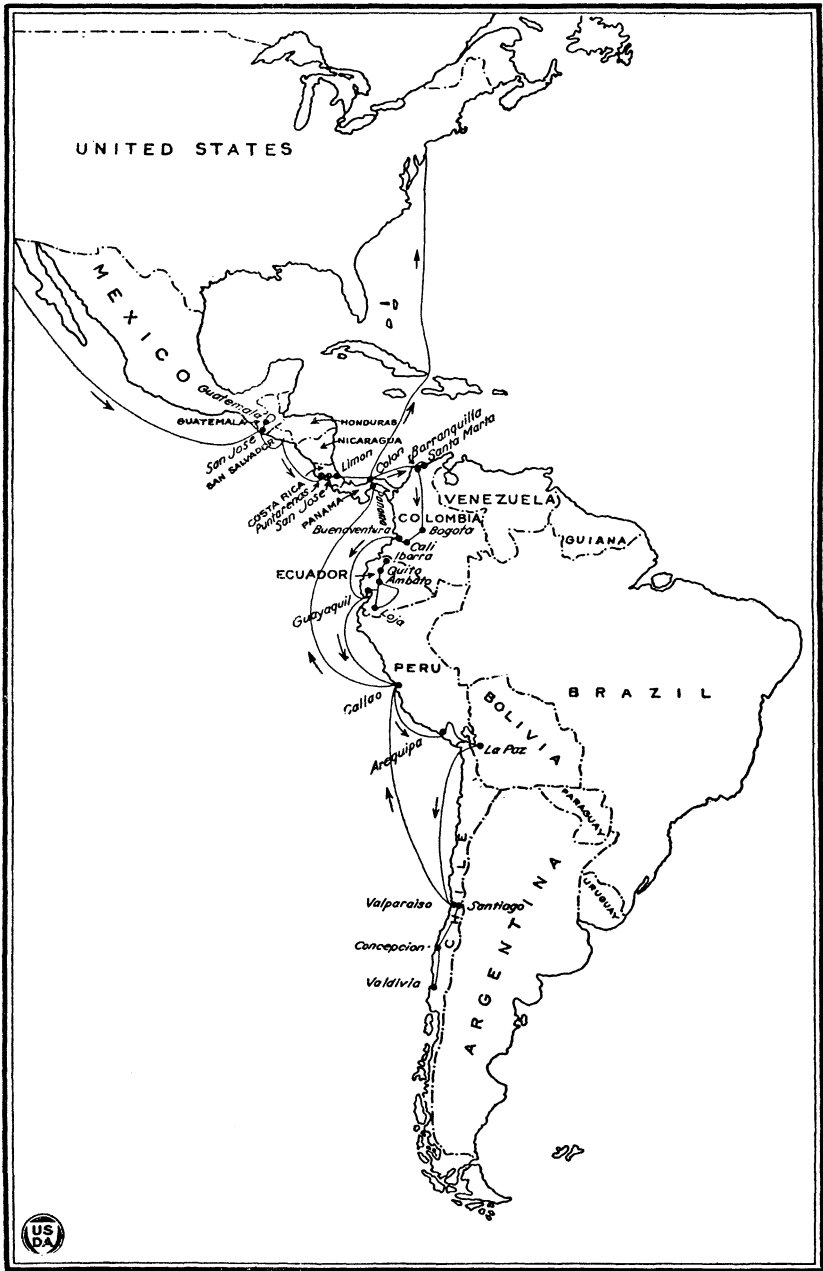 UNITED STATES
MEXICO
Guatemala
GUATEMALA
HONDURAS
NICARAGUA
San José
SAN SALVADOR
Limon
Colon
Barranquilla
Santa Marta
COSTA RICA
Puntarenas
San José
PANAMA
VENEZUELA
COLOMBIA
Buenaventura
Bogota
Cali
GUIANA
Ibarra
ECUADOR
Quito
Ambato
Guayaquil
Loja
PERU
BRAZIL
Callao
BOLIVIA
Arequipa
La Paz
PARAGUAY
CHILE
ARGENTINA
URUGUAY
Valparaiso
Santiago
Concepcion
Valdivia
US
DA